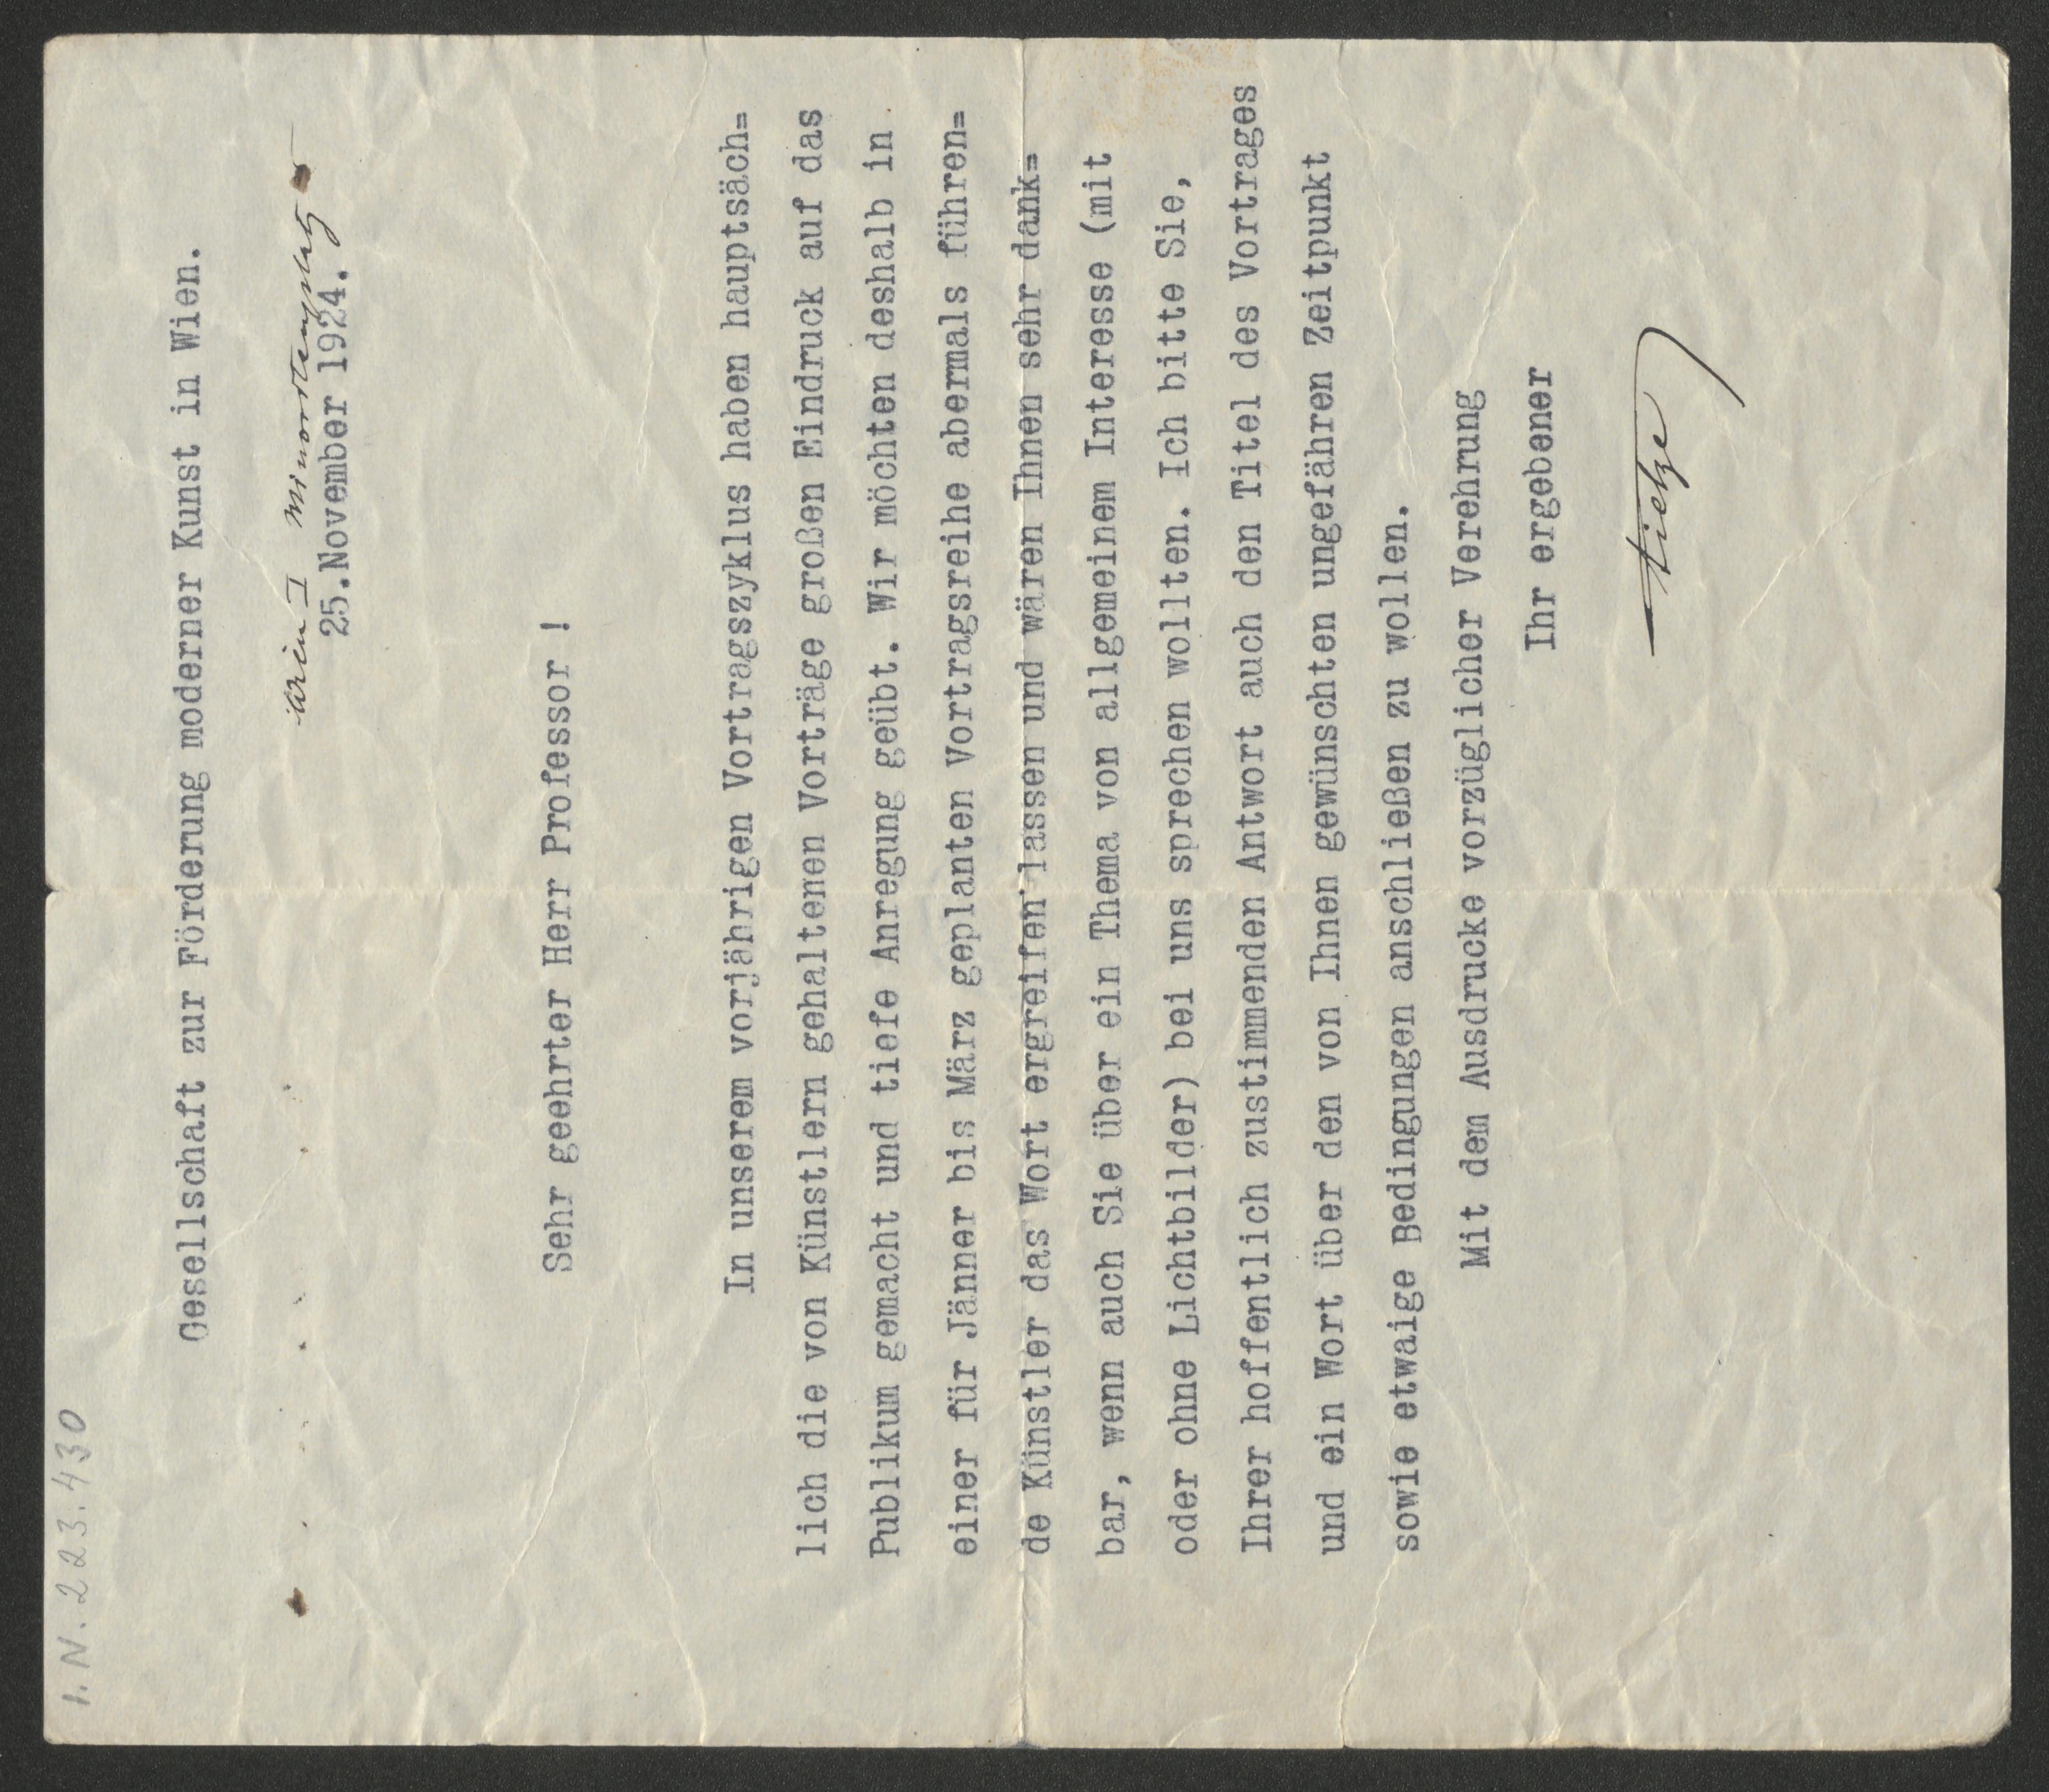 I.N. 223.430
Gesellschaft zur Förderung moderner Kunst in Wien.
Wien I Minoritenplatz
25.November 1924.
Sehr geehrter Herr Professor !
In unserem vorjährigen Vortragszyklus haben hauptsäch=
lich die von Künstlern gehaltenen Vorträge großen Eindruck auf das
Publikum gemacht und tiefe Anregung geübt. Wir möchten deshalb in
einer für Jänner bis März geplanten Vortragsreihe abermals führen=
de Künstler das Wort ergreifen lassen und wären Ihnen sehr dank=
bar, wenn auch Sie über ein Thema von allgemeinem Interesse (mit
oder ohne Lichtbilder) bei uns sprechen wollten. Ich bitte Sie,
Ihrer hoffentlich zustimmenden Antwort auch den Titel des Vortrages
und ein Wort über den von Ihnen gewünschten ungefähren Zeitpunkt
sowie etwaige Bedingungen anschließen zu wollen.
Mit dem Ausdrucke vorzüglicher Verehrung
Ihr ergebener
Tietze